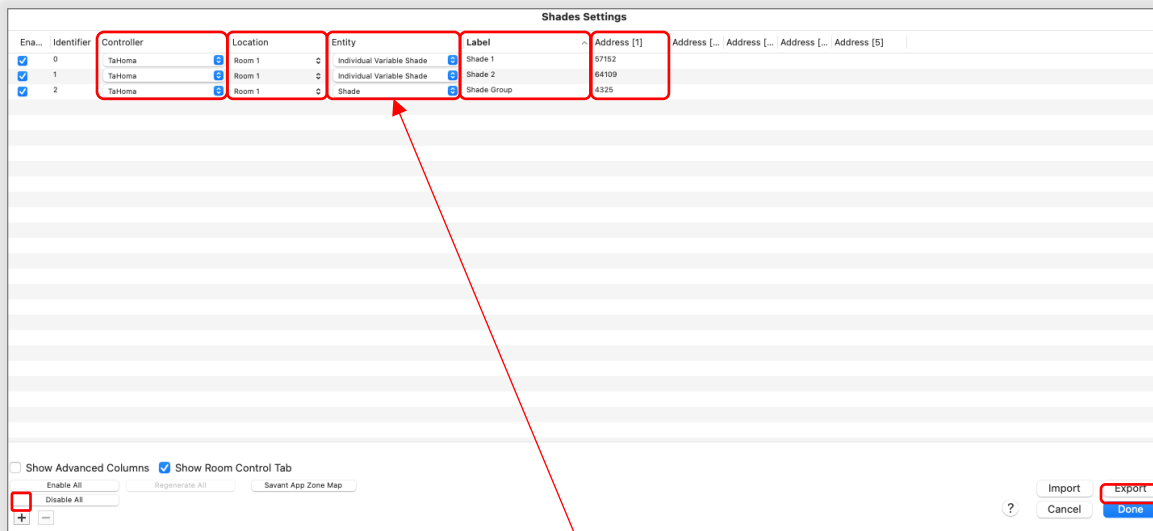 Shades Settings
Ena... Identifier Controller Location Entity Label Address [1] Address [... Address [... Address [... Address [5]
0 TaHoma Room 1 Individual Variable Shade Shade 1 57152
1 TaHoma Room 1 Individual Variable Shade Shade 2 64109
2 TaHoma Room 1 Shade Shade Group 4325
Show Advanced Columns Show Room Control Tab
Enable All Regenerate All Savant App Zone Map
Import Export
Disable All
? Cancel Done
+ −